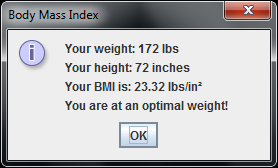 Body Mass Index
Your weight: 172 lbs
Your height: 72 inches
Your BMI is: 23.32 lbs/in²
You are at an optimal weight!
OK